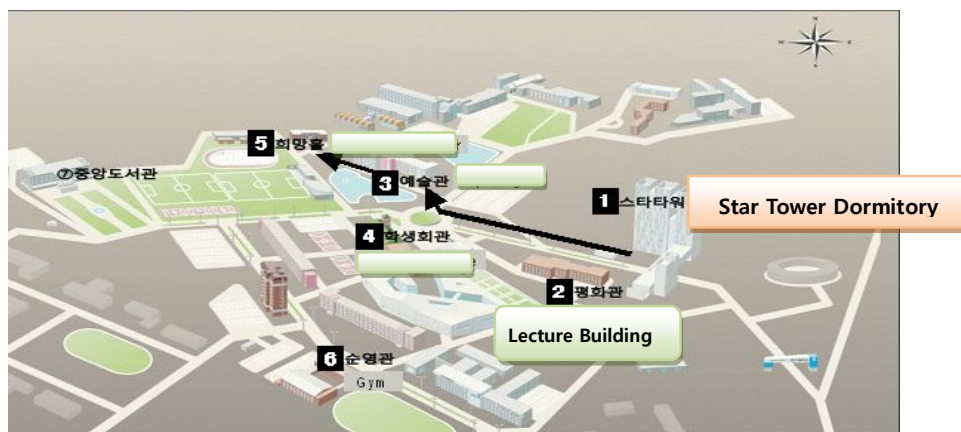 N
W
E
S
5 희망홀
⑦중앙도서관
3 예술관
1 스타타워
Star Tower Dormitory
4 학생회관
2 평화관
Lecture Building
6 순영관
Gym